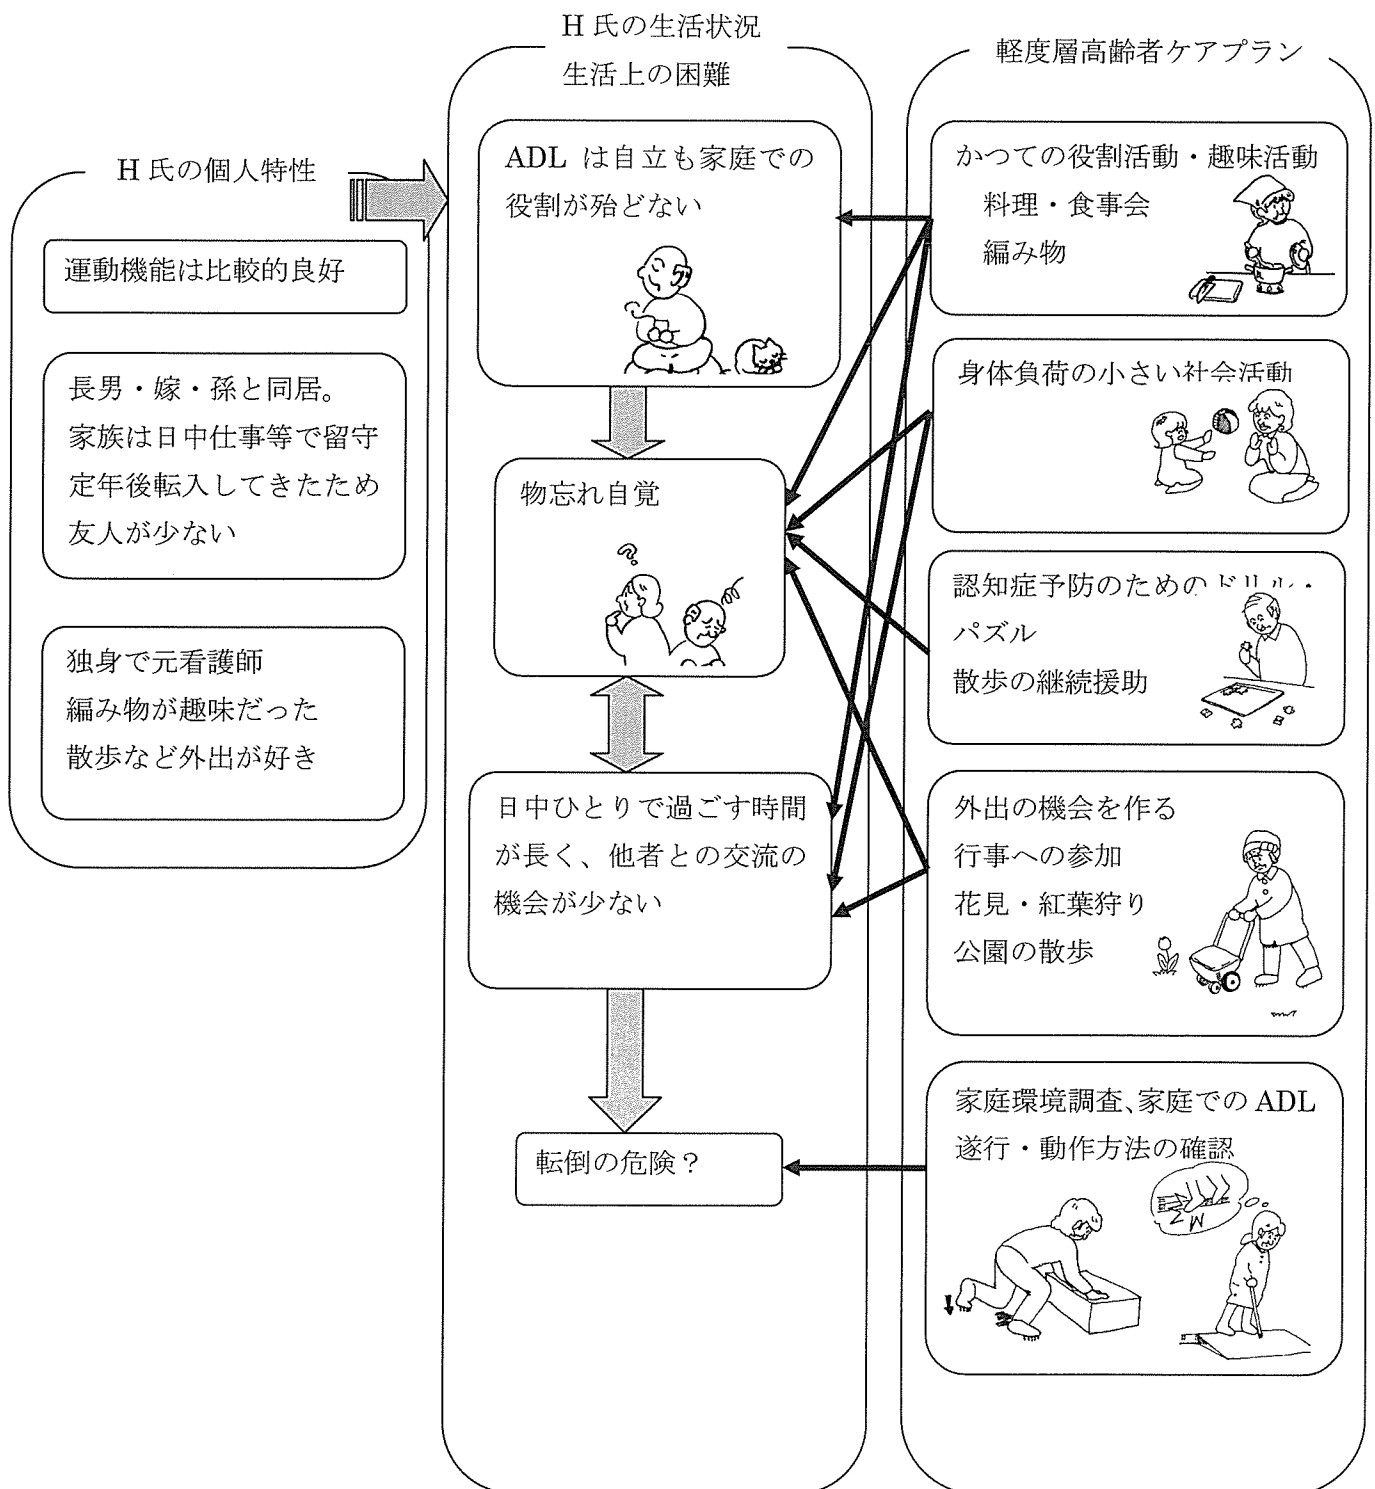 H 氏の個人特性
運動機能は比較的良好
長男・嫁・孫と同居。
家族は日中仕事等で留守
定年後転入してきたため
友人が少ない
独身で元看護師
編み物が趣味だった
散歩など外出が好き
H 氏の生活状況
生活上の困難
ADL は自立も家庭での
役割が殆どない
物忘れ自覚
?
日中ひとりで過ごす時間
が長く、他者との交流の
機会が少ない
転倒の危険?
軽度層高齢者ケアプラン
かつての役割活動・趣味活動
料理・食事会
編み物
身体負荷の小さい社会活動
認知症予防のためのドリル・
パズル
散歩の継続援助
外出の機会を作る
行事への参加
花見・紅葉狩り
公園の散歩
家庭環境調査、家庭での ADL
遂行・動作方法の確認